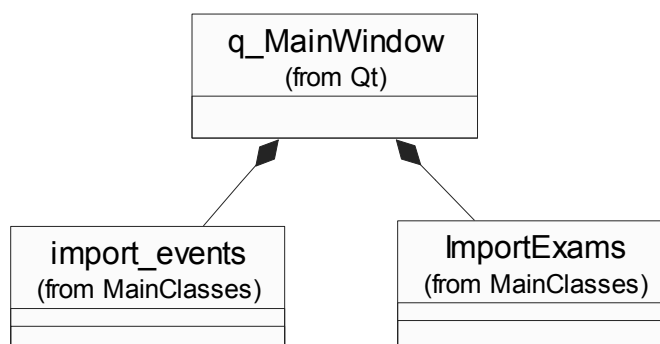 q_MainWindow
(from Qt)
import_events
(from MainClasses)
ImportExams
(from MainClasses)